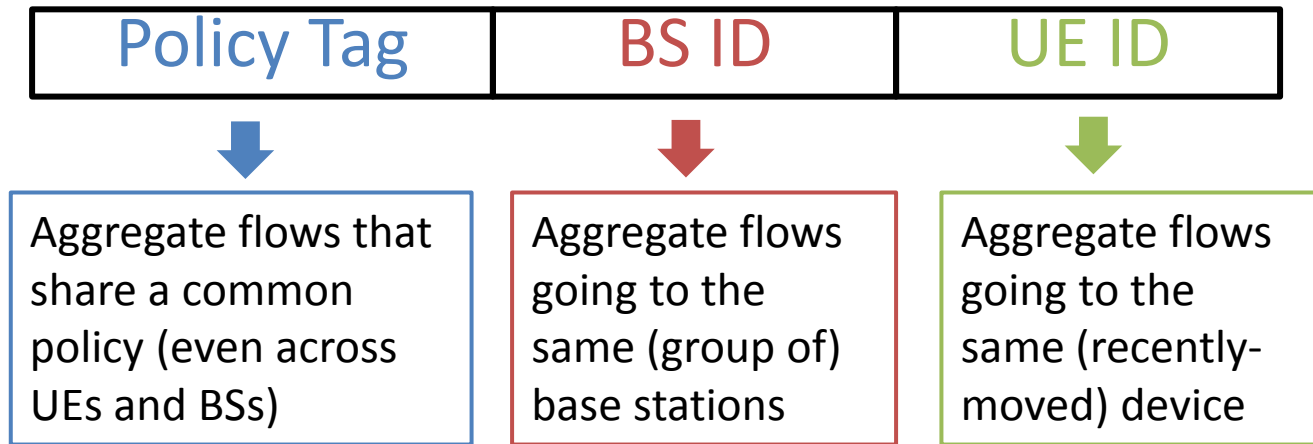 Policy Tag BS ID UE ID
Aggregate flows that
share a common
policy (even across
UEs and BSs)
Aggregate flows
going to the
same (group of)
base stations
Aggregate flows
going to the
same (recently-
moved) device